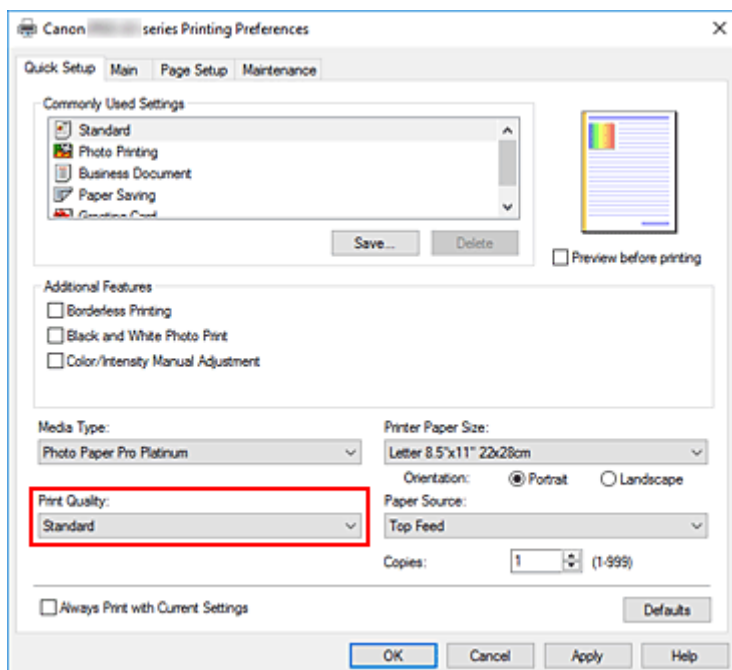 Canon series Printing Preferences
Quick Setup Main Page Setup Maintenance
Commonly Used Settings
Standard
Photo Printing
Business Document
Paper Saving
Greeting Card
Save... Delete
Preview before printing
Additional Features
Borderless Printing
Black and White Photo Print
Color/Intensity Manual Adjustment
Media Type: Printer Paper Size:
Photo Paper Pro Platinum Letter 8.5"x11" 22x28cm
Orientation: Portrait Landscape
Print Quality: Paper Source:
Standard Top Feed
Copies: 1 (1-999)
Always Print with Current Settings Defaults
OK Cancel Apply Help